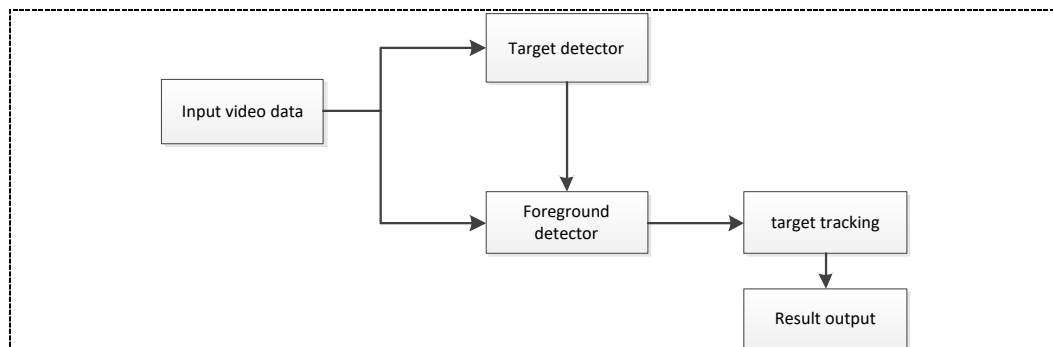 Target detector
Input video data
Foreground
detector
target tracking
Result output